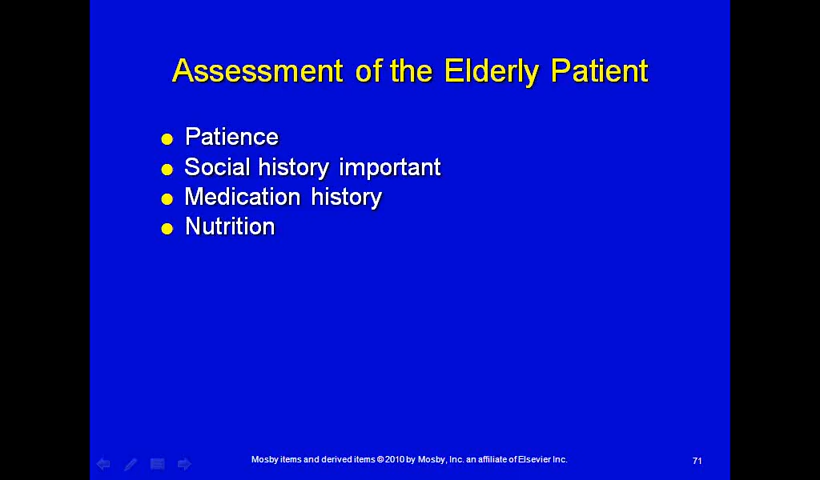 Assessment of the Elderly Patient
Patience
Social history important
Medication history
Nutrition
Mosby items and derived items © 2010 by Mosby, Inc. an affiliate of Elsevier Inc.
71